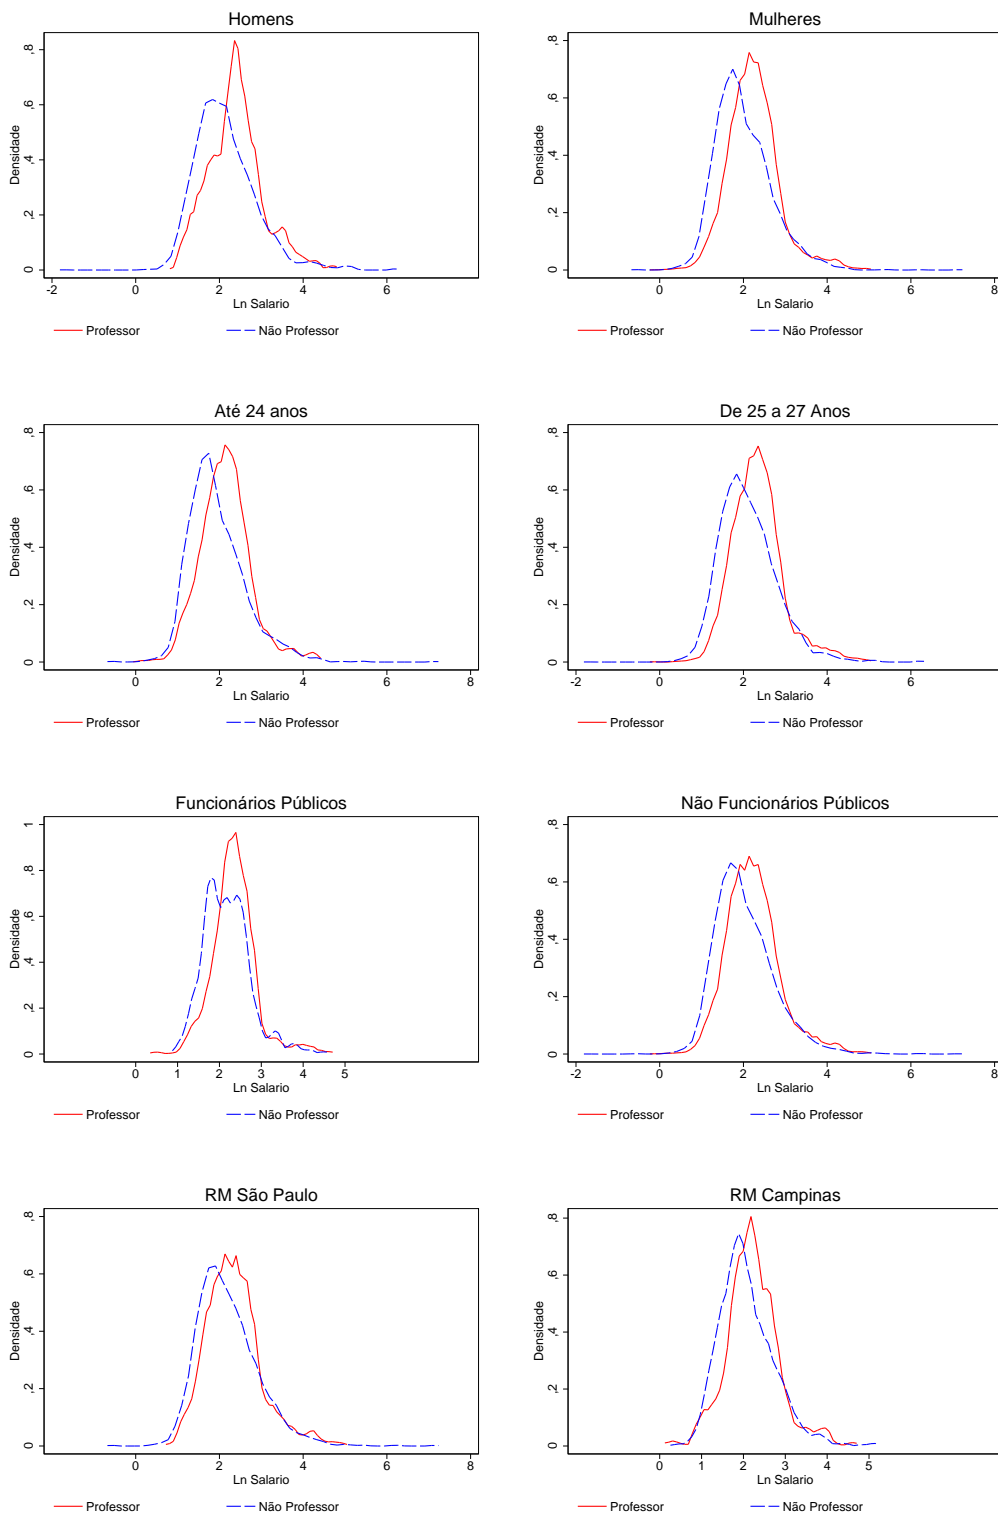 Homens
Densidade
0 ,2 ,4 ,6 ,8
-2 0 2 4 6
Ln Salario
Professor Não Professor
Mulheres
Densidade
0 ,2 ,4 ,6 ,8
0 2 4 6 8
Ln Salario
Professor Não Professor
Até 24 anos
Densidade
0 ,2 ,4 ,6 ,8
0 2 4 6 8
Ln Salario
Professor Não Professor
De 25 a 27 Anos
Densidade
0 ,2 ,4 ,6 ,8
-2 0 2 4 6
Ln Salario
Professor Não Professor
Funcionários Públicos
Densidade
0 ,2 ,4 ,6 ,8 1
0 1 2 3 4 5
Ln Salario
Professor Não Professor
Não Funcionários Públicos
Densidade
0 ,2 ,4 ,6 ,8
-2 0 2 4 6 8
Ln Salario
Professor Não Professor
RM São Paulo
Densidade
0 ,2 ,4 ,6 ,8
0 2 4 6 8
Ln Salario
Professor Não Professor
RM Campinas
Densidade
0 ,2 ,4 ,6 ,8
0 1 2 3 4 5
Ln Salario
Professor Não Professor